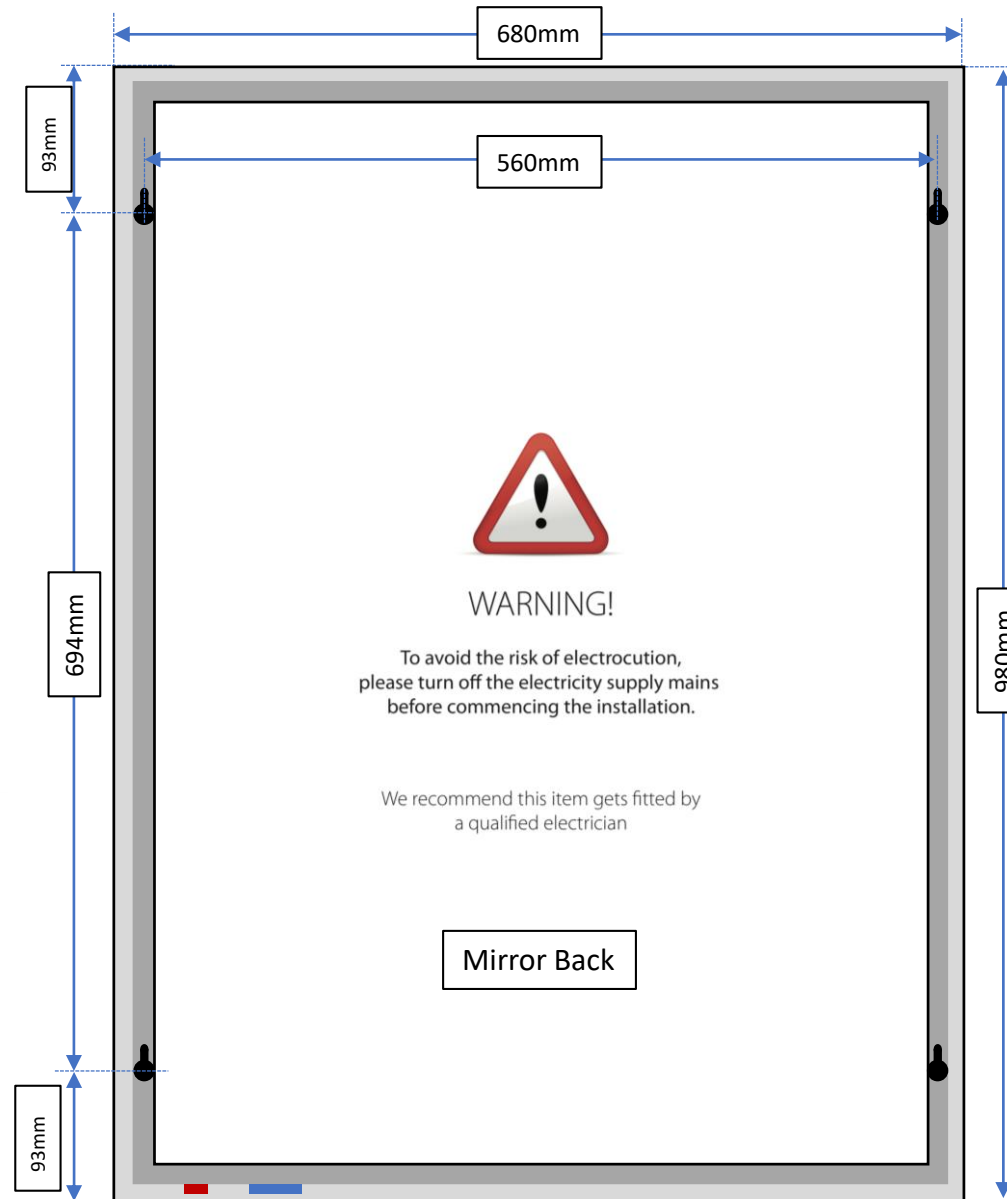 680mm
93mm
560mm
WARNING!
To avoid the risk of electrocution,
please turn off the electricity supply mains
before commencing the installation.
694mm
980mm
We recommend this item gets fitted by
a qualified electrician
Mirror Back
93mm